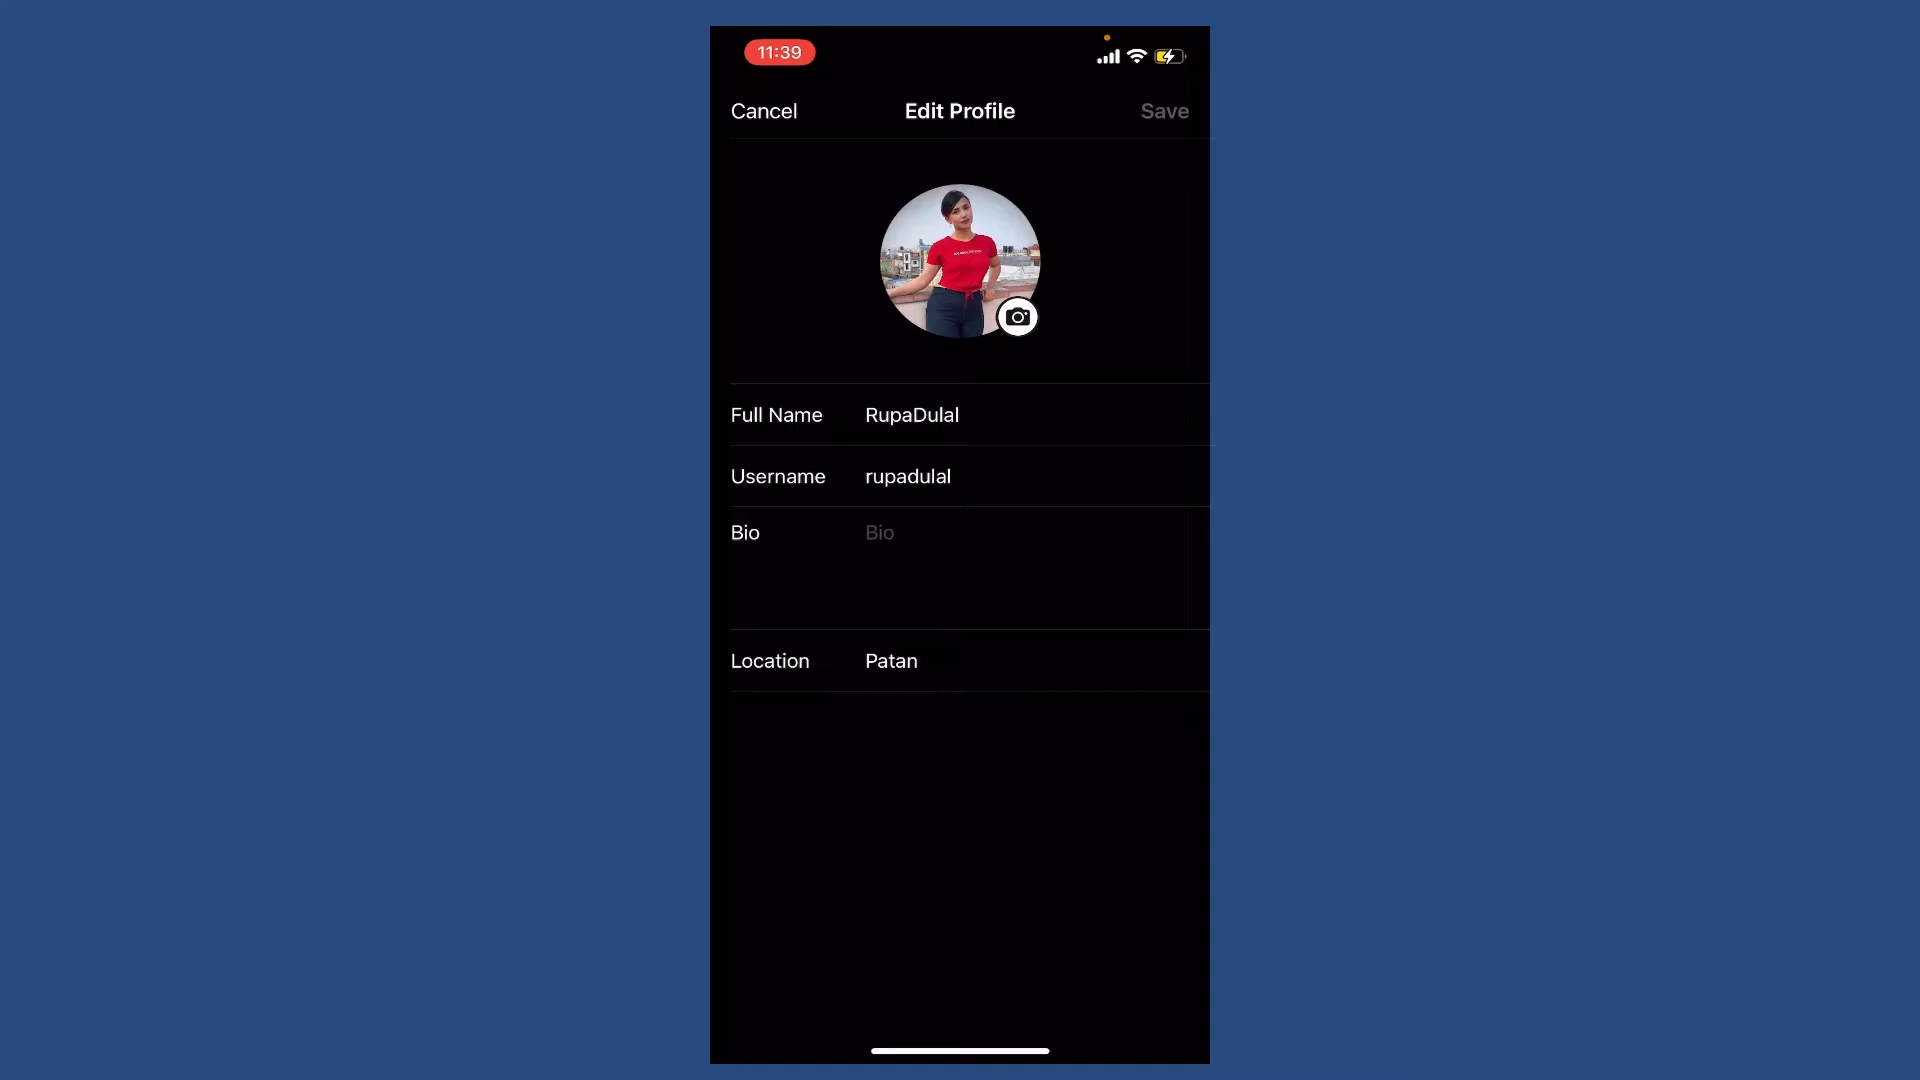 11:39
Cancel Edit Profile Save
Full Name RupaDulal
Username rupadulal
Bio Bio
Location Patan